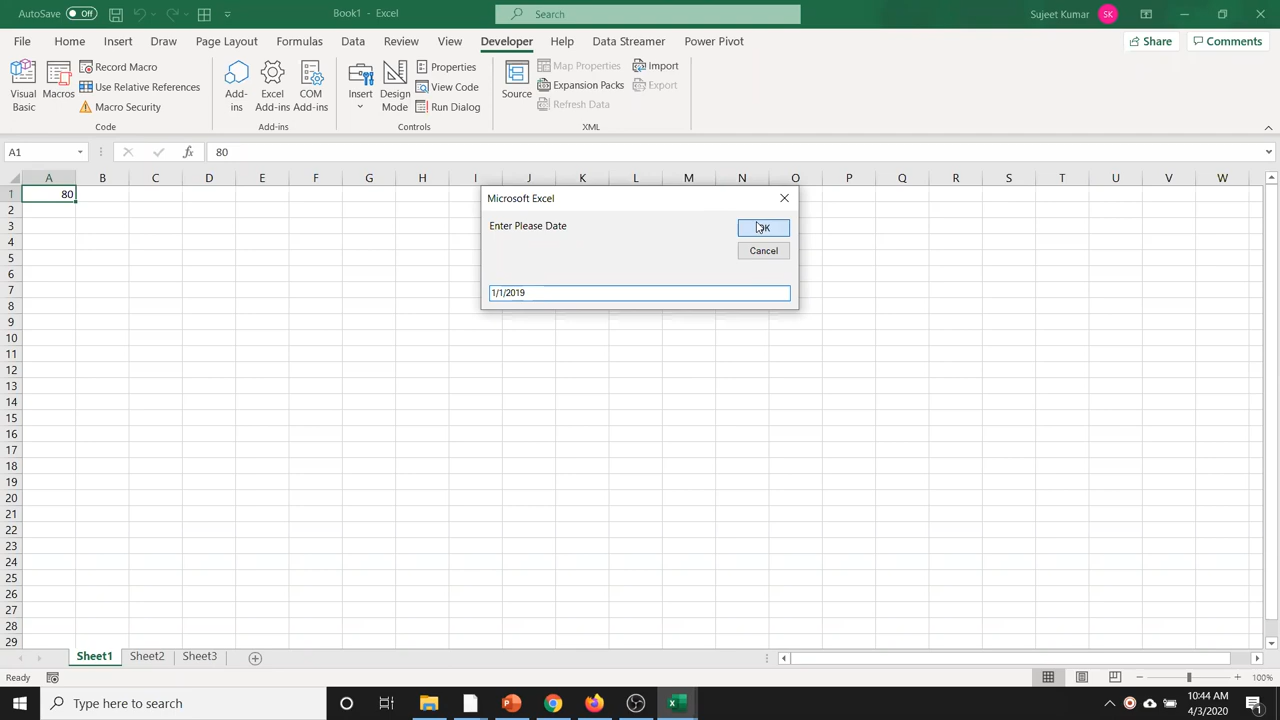 AutoSave Off Book1 - Excel Search Sujeet Kumar SK
File Home Insert Draw Page Layout Formulas Data Review View Developer Help Data Streamer Power Pivot Share Comments
Visual Basic
Macros
Record Macro
Use Relative References
Macro Security
Code
Add-ins
Excel Add-ins
COM Add-ins
Add-ins
Insert
Design Mode
Properties
View Code
Run Dialog
Controls
Source
Map Properties
Expansion Packs
Refresh Data
Import
Export
XML
A1 fx 80
A B C D E F G H I J K L M N O P Q R S T U V W
1 80
2
3
4
5
6
7
8
9
10
11
12
13
14
15
16
17
18
19
20
21
22
23
24
25
26
27
28
29
Microsoft Excel
Enter Please Date
OK
Cancel
1/1/2019
Sheet1 Sheet2 Sheet3
Ready 100%
Type here to search
10:44 AM
4/3/2020
1